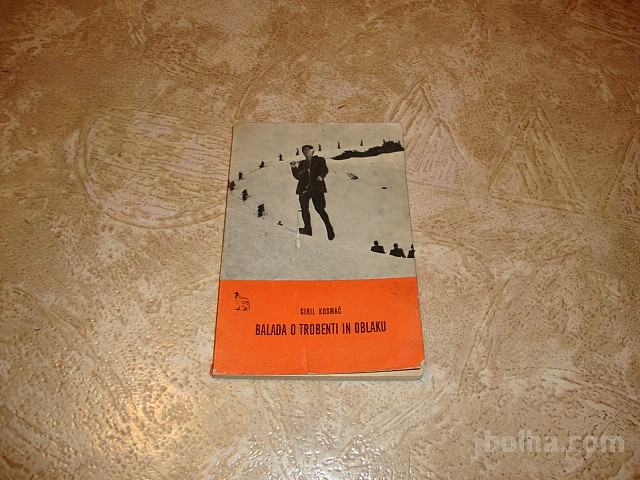 CIRIL KOSMAČ
BALADA O TROBENTI IN OBLAKU
bolha.com